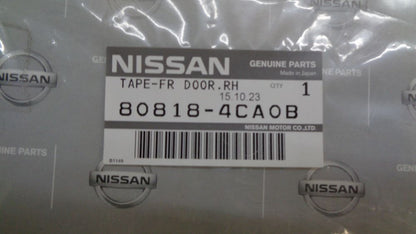 NISSAN
GENUINE PARTS
Made in Japan
TAPE-FR DOOR.RH
QTY 1
15.10.23
80818-4CA0B
NISSAN MOTOR CO.,LTD.
NISSAN
NISSAN
NISSAN
GENUINE PARTS